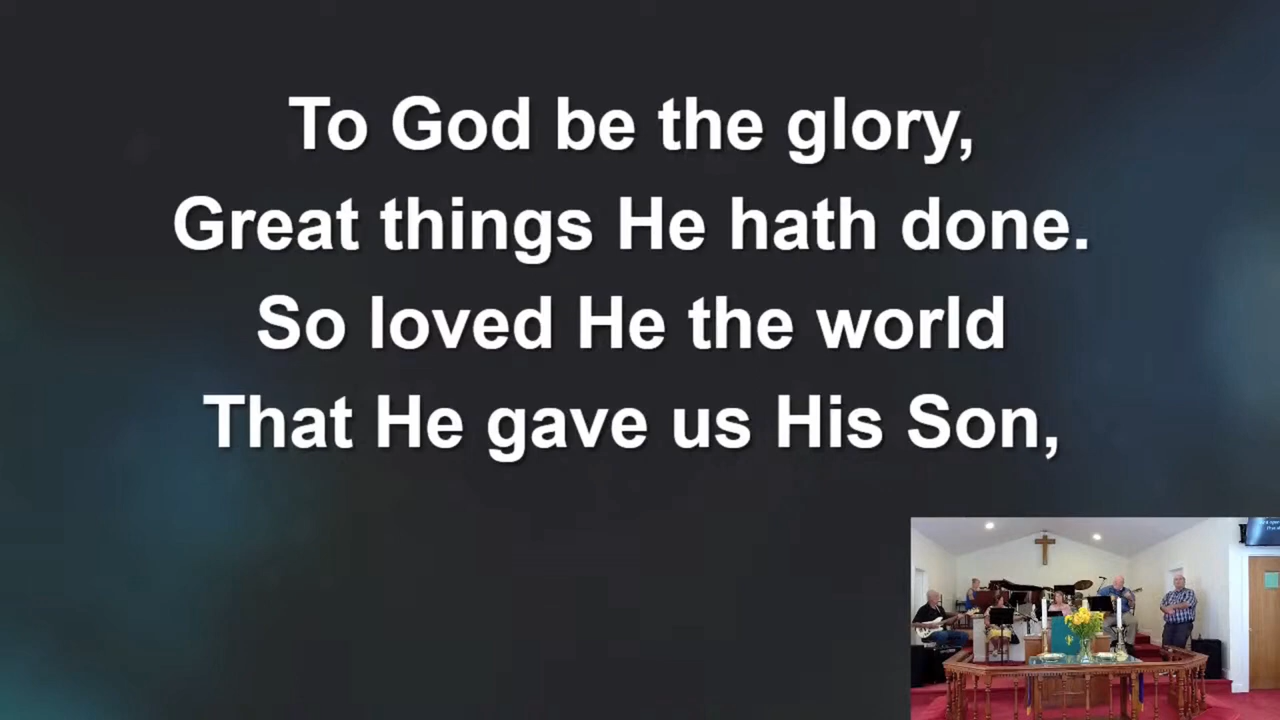 To God be the glory,
Great things He hath done.
So loved He the world
That He gave us His Son,